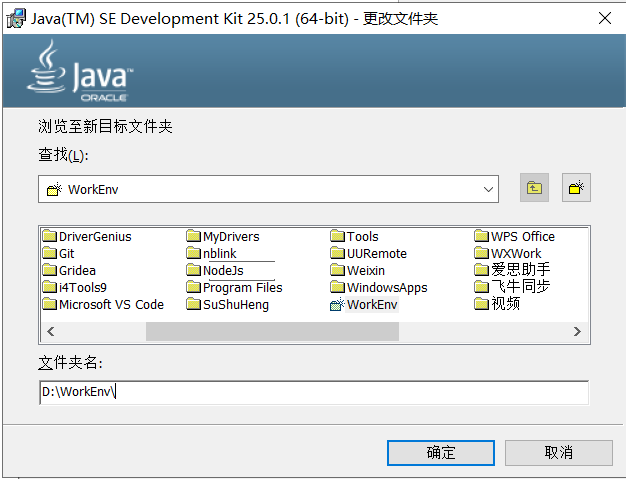 Java(TM) SE Development Kit 25.0.1 (64-bit) - 更改文件夹
Java™
ORACLE
浏览至新目标文件夹
查找(L):
WorkEnv
DriverGenius MyDrivers Tools WPS Office
Git nblink UURemote WXWork
Gridea NodeJs Weixin 爱思助手
i4Tools9 Program Files WindowsApps 飞牛同步
Microsoft VS Code SuShuHeng WorkEnv 视频
文件夹名:
D:\WorkEnv\
确定 取消